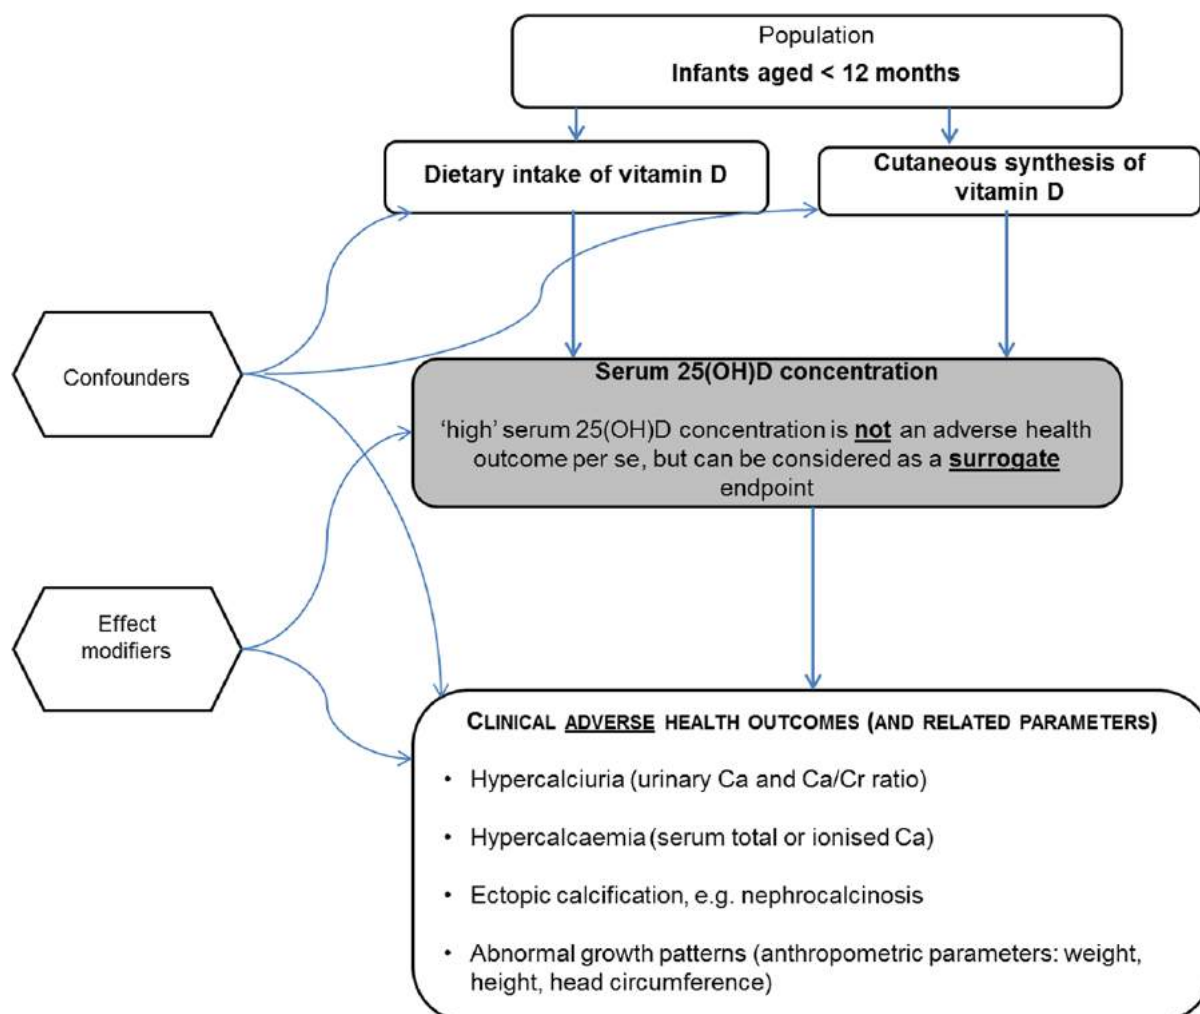 Population
Infants aged < 12 months
Dietary intake of vitamin D
Cutaneous synthesis of
vitamin D
Confounders
Serum 25(OH)D concentration
‘high’ serum 25(OH)D concentration is not an adverse health
outcome per se, but can be considered as a surrogate
endpoint
Effect
modifiers
CLINICAL ADVERSE HEALTH OUTCOMES (AND RELATED PARAMETERS)
• Hypercalciuria (urinary Ca and Ca/Cr ratio)
• Hypercalcaemia (serum total or ionised Ca)
• Ectopic calcification, e.g. nephrocalcinosis
• Abnormal growth patterns (anthropometric parameters: weight,
height, head circumference)